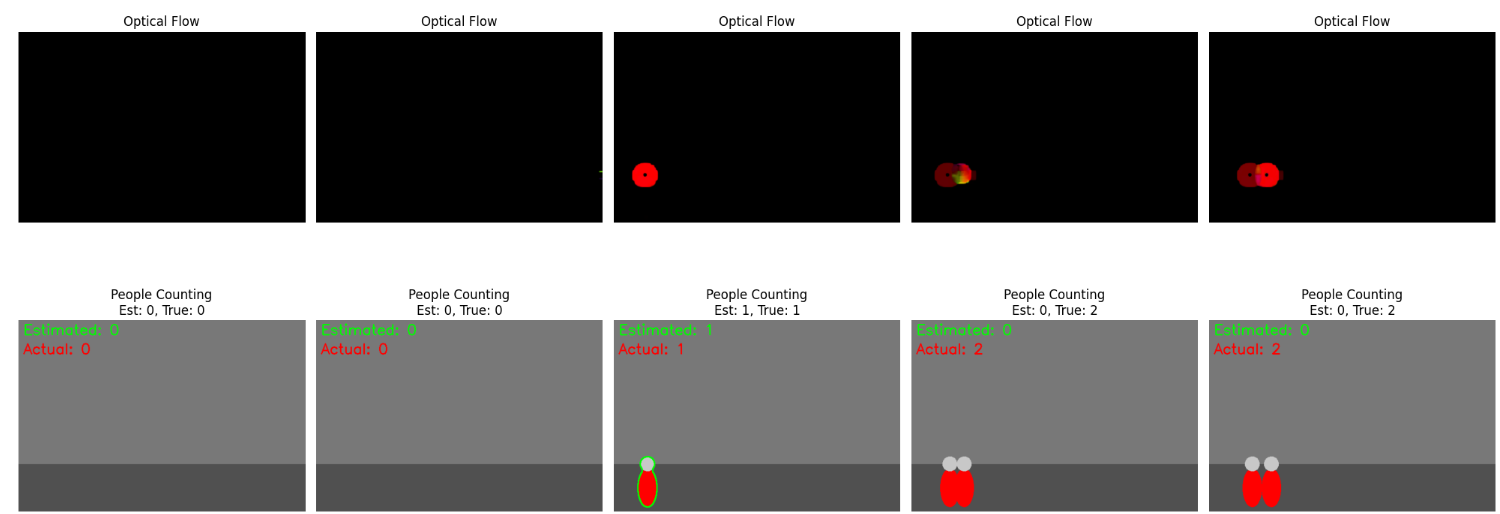 Optical Flow
Optical Flow
Optical Flow
Optical Flow
Optical Flow
People Counting
Est: 0, True: 0
People Counting
Est: 0, True: 0
People Counting
Est: 1, True: 1
People Counting
Est: 0, True: 2
People Counting
Est: 0, True: 2
Estimated: 0
Actual: 0
Estimated: 0
Actual: 0
Estimated: 1
Actual: 1
Estimated: 0
Actual: 2
Estimated: 0
Actual: 2